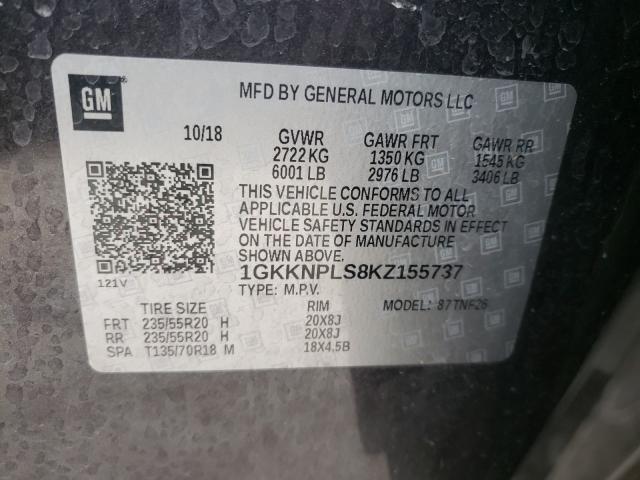 GM
MFD BY GENERAL MOTORS LLC
10/18 GVWR GAWR FRT GAWR RR
2722 KG 1350 KG 1545 KG
6001 LB 2976 LB 3406 LB
THIS VEHICLE CONFORMS TO ALL
APPLICABLE U.S. FEDERAL MOTOR
VEHICLE SAFETY STANDARDS IN EFFECT
ON THE DATE OF MANUFACTURE
SHOWN ABOVE.
1GKKNPLS8KZ155737
121V
TYPE: M.P.V.
TIRE SIZE RIM MODEL: 87TNF26
FRT 235/55R20 H 20X8J
RR 235/55R20 H 20X8J
SPA T135/70R18 M 18X4.5B